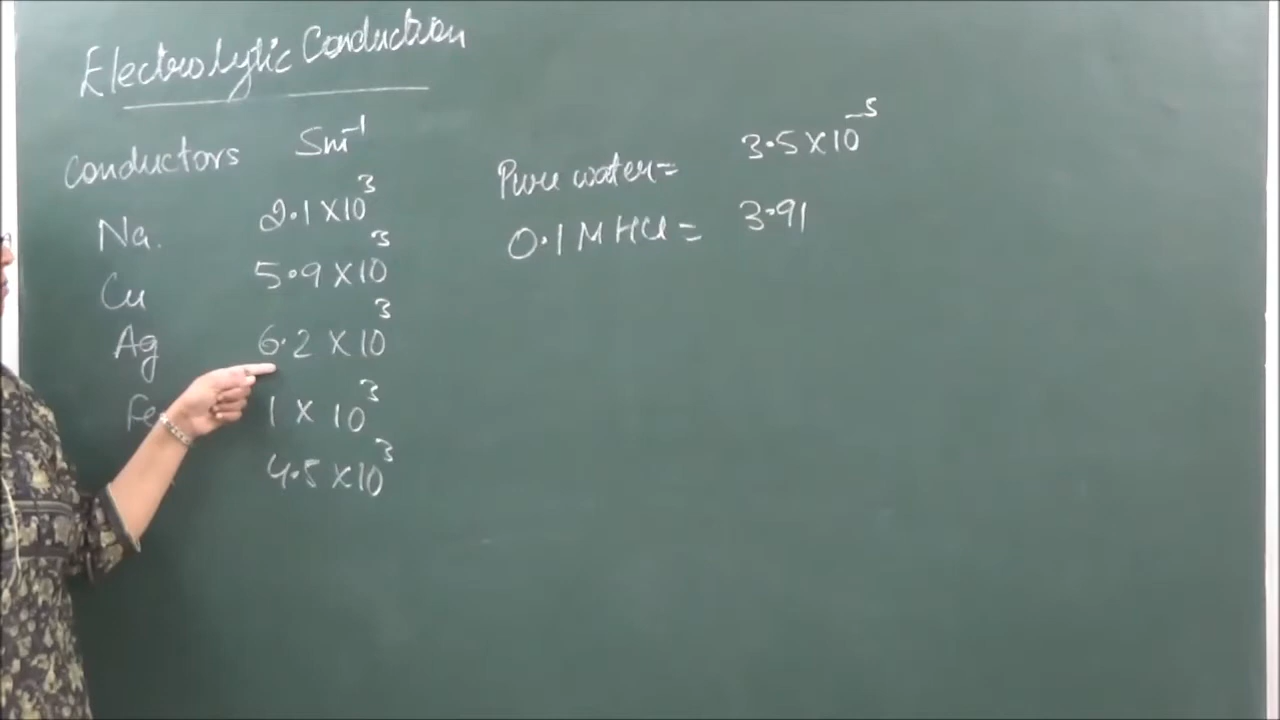 Electrolytic Conduction
Conductors Sm⁻¹
Na. 2.1 × 10³
Cu 5.9 × 10³
Ag 6.2 × 10³
Fe 1 × 10³
4.5 × 10³
Pure water = 3.5 × 10⁻⁵
0.1 M HCl = 3.91